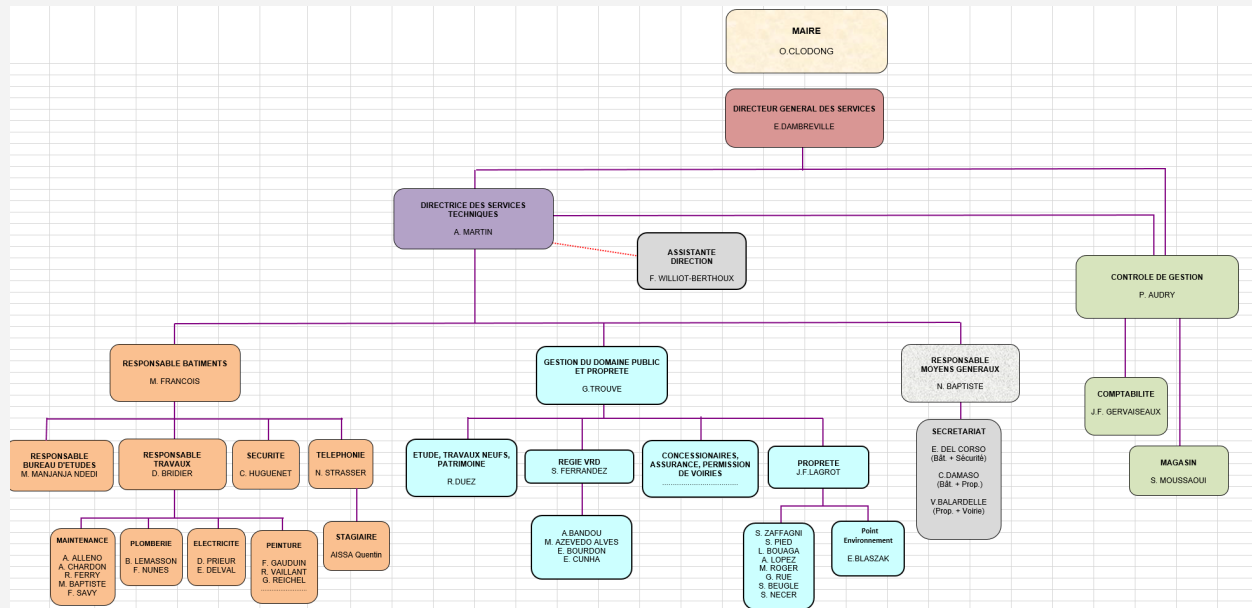 MAIRE
O.CLODONG
DIRECTEUR GENERAL DES SERVICES
E.DAMBREVILLE
DIRECTRICE DES SERVICES
TECHNIQUES
A. MARTIN
ASSISTANTE
DIRECTION
F. WILLIOT-BERTHOUX
CONTROLE DE GESTION
P. AUDRY
RESPONSABLE BATIMENTS
M. FRANCOIS
GESTION DU DOMAINE PUBLIC
ET PROPRETE
G.TROUVE
RESPONSABLE
MOYENS GENERAUX
N. BAPTISTE
COMPTABILITE
J.F. GERVAISEAUX
MAGASIN
S. MOUSSAOUI
RESPONSABLE
BUREAU D'ETUDES
M. MANJANJA NDEDI
RESPONSABLE
TRAVAUX
D. BRIDIER
SECURITE
C. HUGUENET
TELEPHONIE
N. STRASSER
ETUDE, TRAVAUX NEUFS,
PATRIMOINE
R.DUEZ
REGIE VRD
S. FERRANDEZ
CONCESSIONAIRES,
ASSURANCE, PERMISSION
DE VOIRIES
.......................................
PROPRETE
J.F.LAGROT
SECRETARIAT
E. DEL CORSO
(Bât. + Sécurité)
C.DAMASO
(Bât. + Prop.)
V.BALARDELLE
(Prop. + Voirie)
MAINTENANCE
A. ALLENO
A. CHARDON
R. FERRY
M. BAPTISTE
F. SAVY
PLOMBERIE
B. LEMASSON
F. NUNES
ELECTRICITE
D. PRIEUR
E. DELVAL
PEINTURE
F. GAUDUIN
R. VAILLANT
G. REICHEL
........................
STAGIAIRE
AISSA Quentin
A.BANDOU
M. AZEVEDO ALVES
E. BOURDON
E. CUNHA
S. ZAFFAGNI
S. PIED
L. BOUAGA
A. LOPEZ
M. ROGER
G. RUE
S. BEUGLE
S. NECER
Point
Environnement
E.BLASZAK